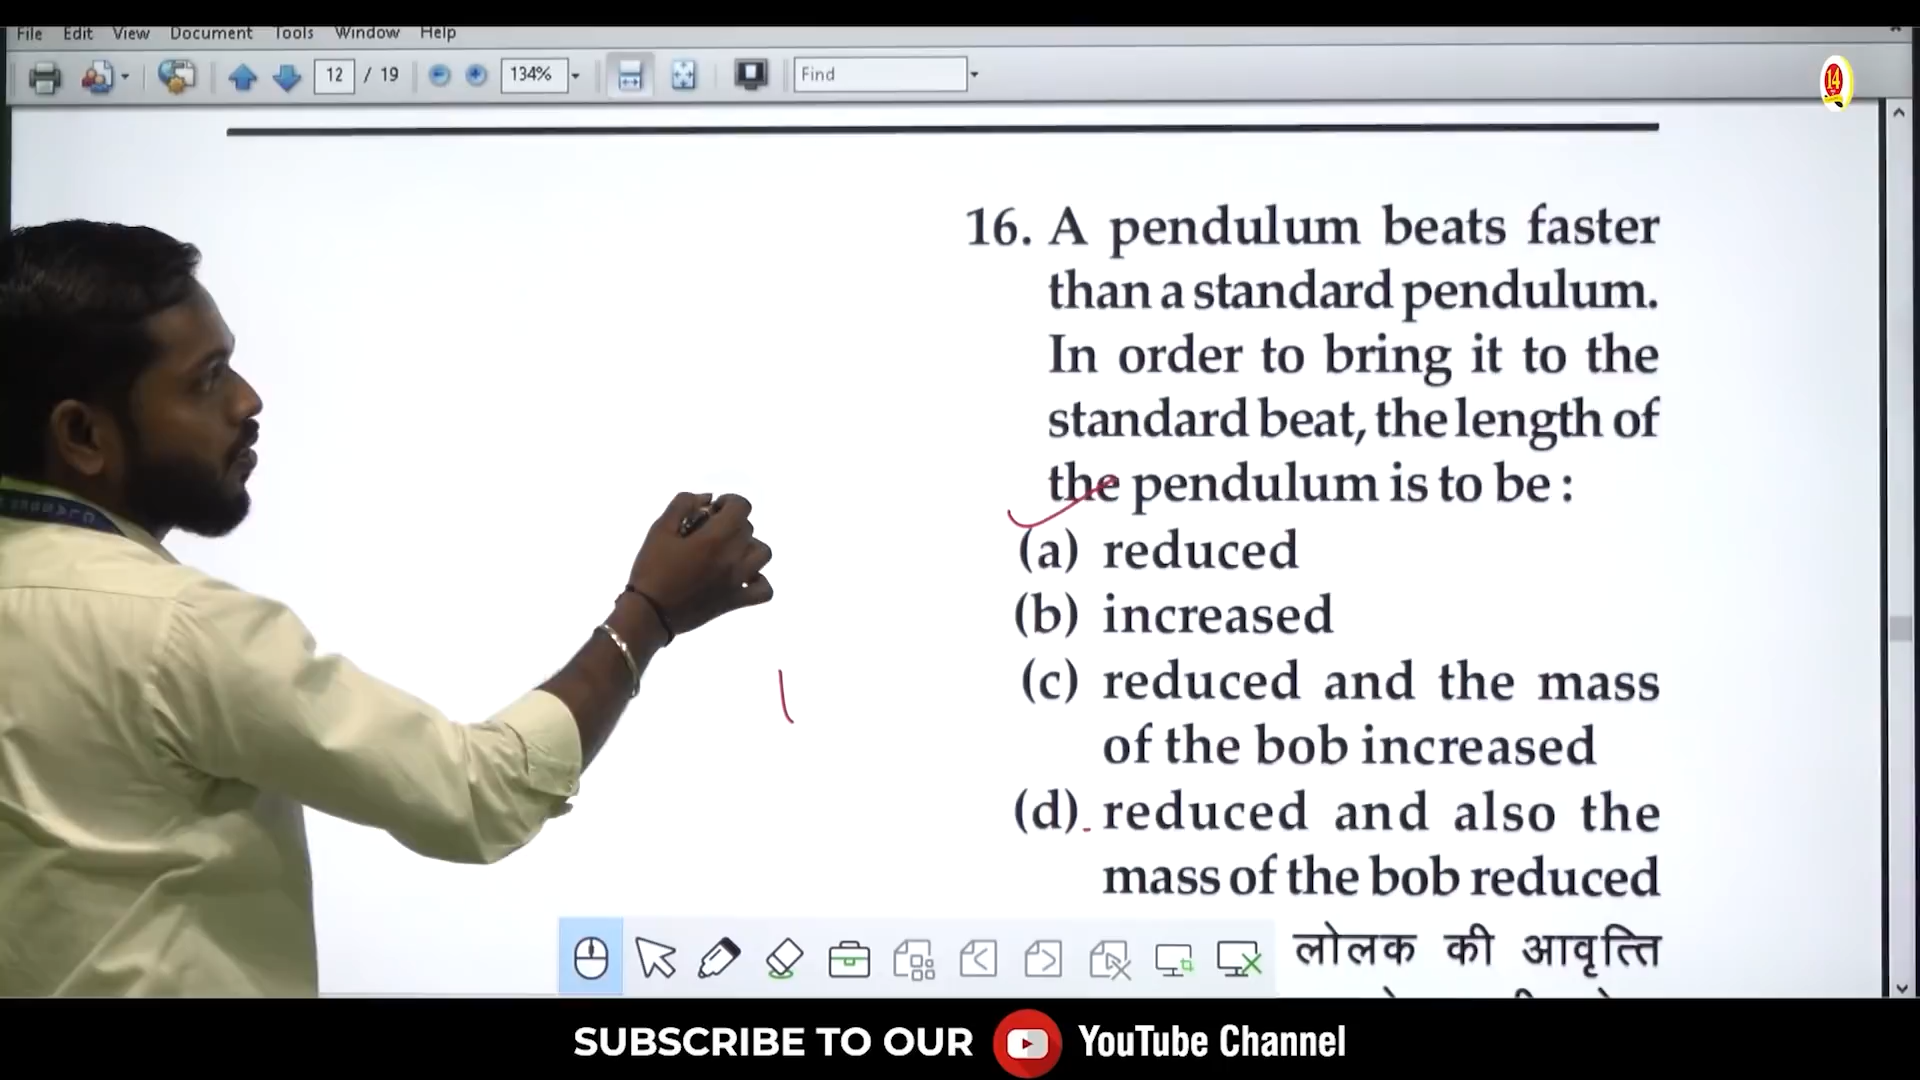 File Edit View Document Tools Window Help
12 / 19 134% Find
14
16. A pendulum beats faster
than a standard pendulum.
In order to bring it to the
standard beat, the length of
the pendulum is to be :
(a) reduced
(b) increased
(c) reduced and the mass
of the bob increased
(d) reduced and also the
mass of the bob reduced
लोलक की आवृत्ति
SUBSCRIBE TO OUR YouTube Channel